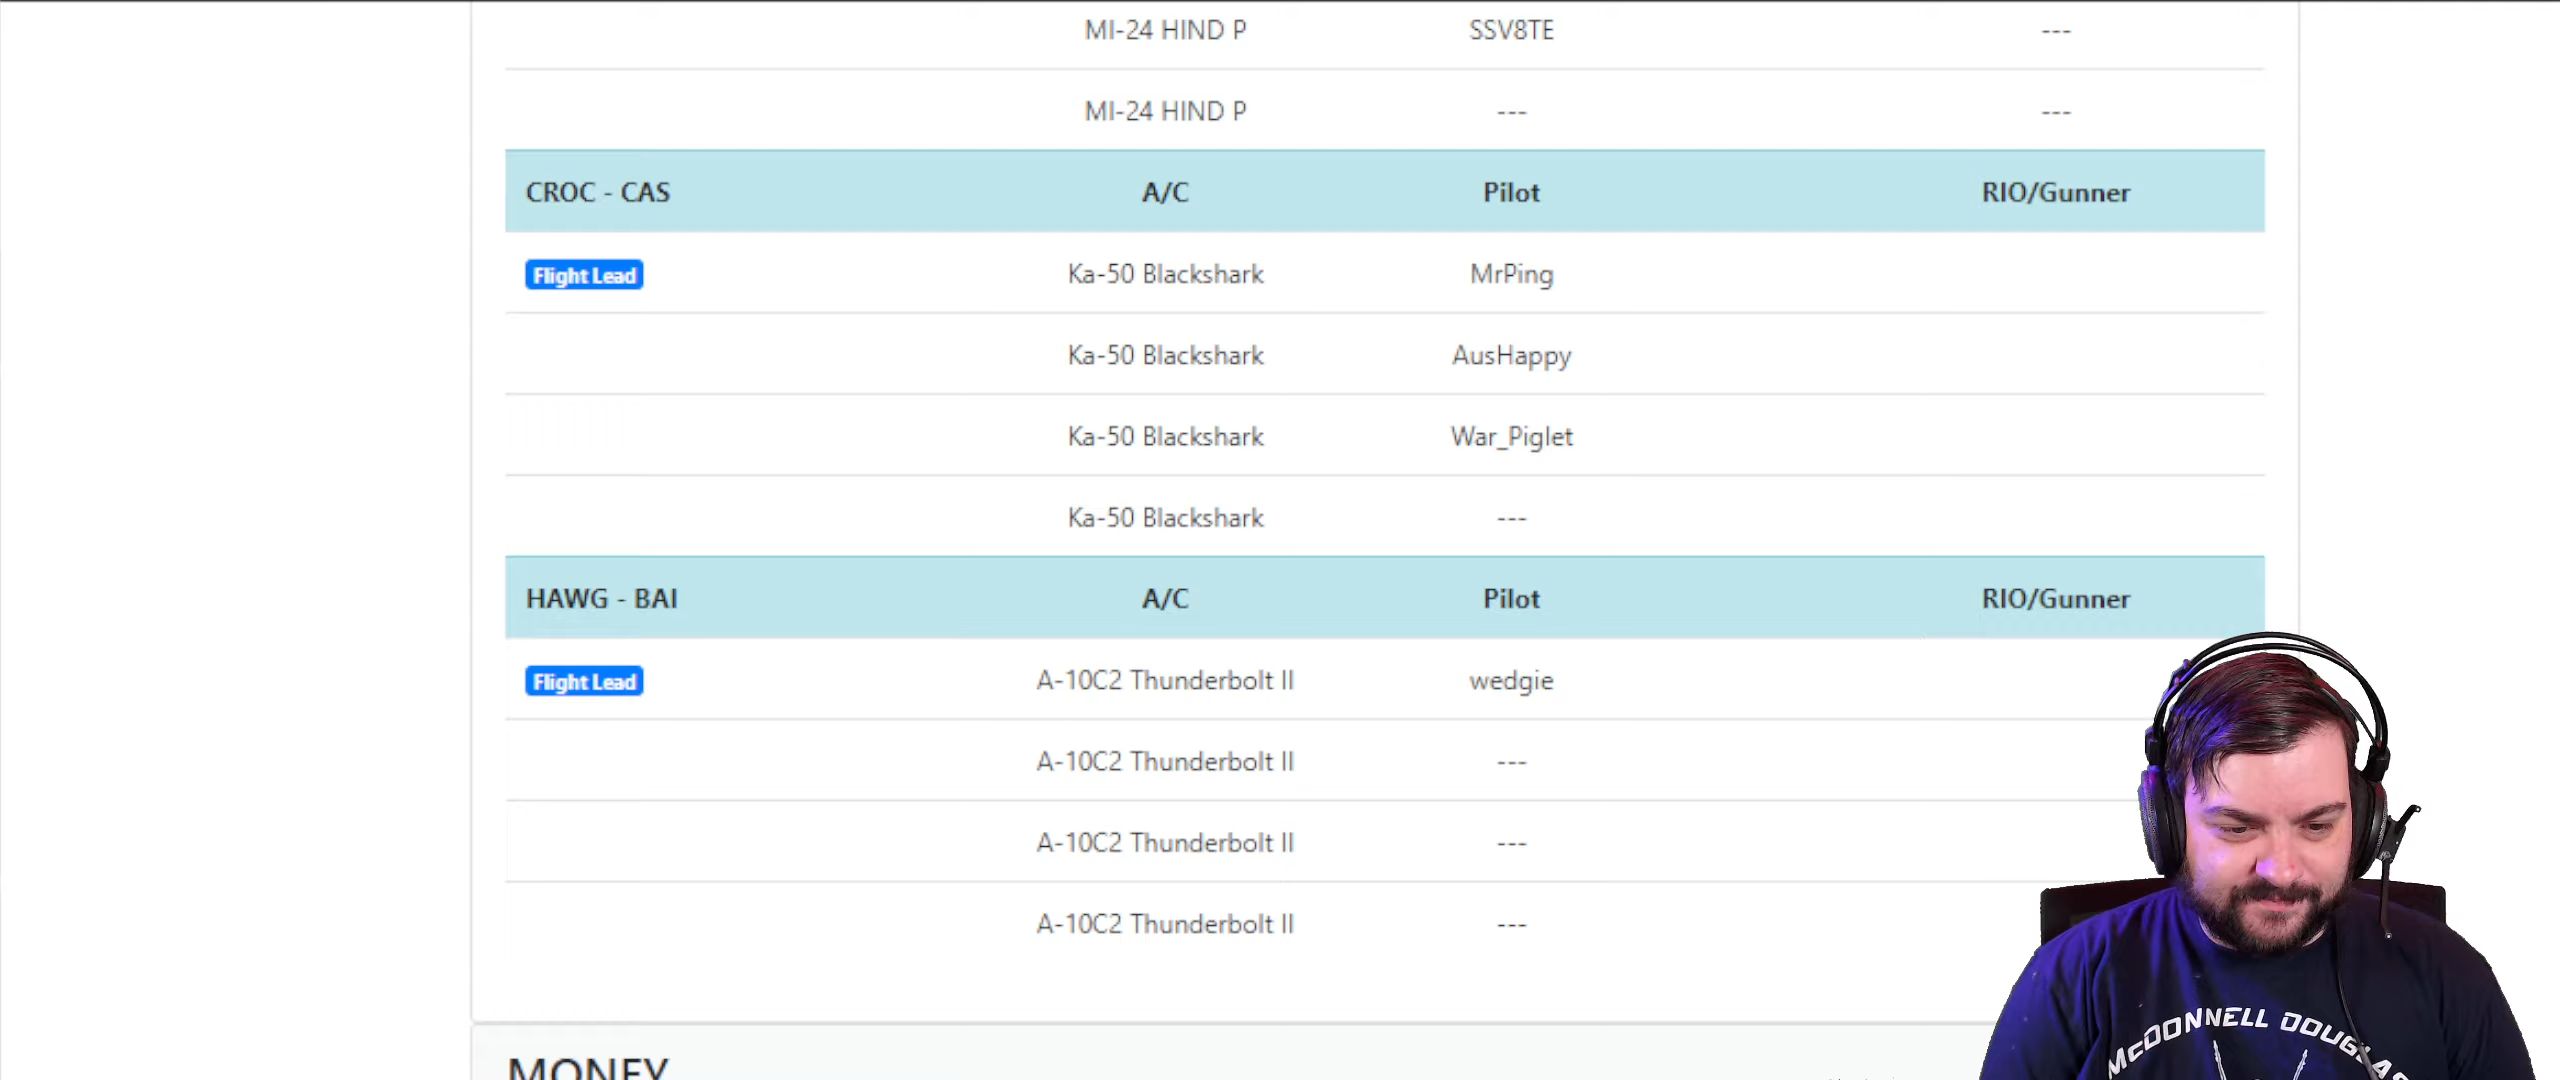 MI-24 HIND P SSV8TE ---
MI-24 HIND P --- ---
CROC - CAS A/C Pilot RIO/Gunner
Flight Lead Ka-50 Blackshark MrPing
Ka-50 Blackshark AusHappy
Ka-50 Blackshark War_Piglet
Ka-50 Blackshark ---
HAWG - BAI A/C Pilot RIO/Gunner
Flight Lead A-10C2 Thunderbolt II wedgie
A-10C2 Thunderbolt II ---
A-10C2 Thunderbolt II ---
A-10C2 Thunderbolt II ---
MONEY
MCDONNELL DOUGLAS